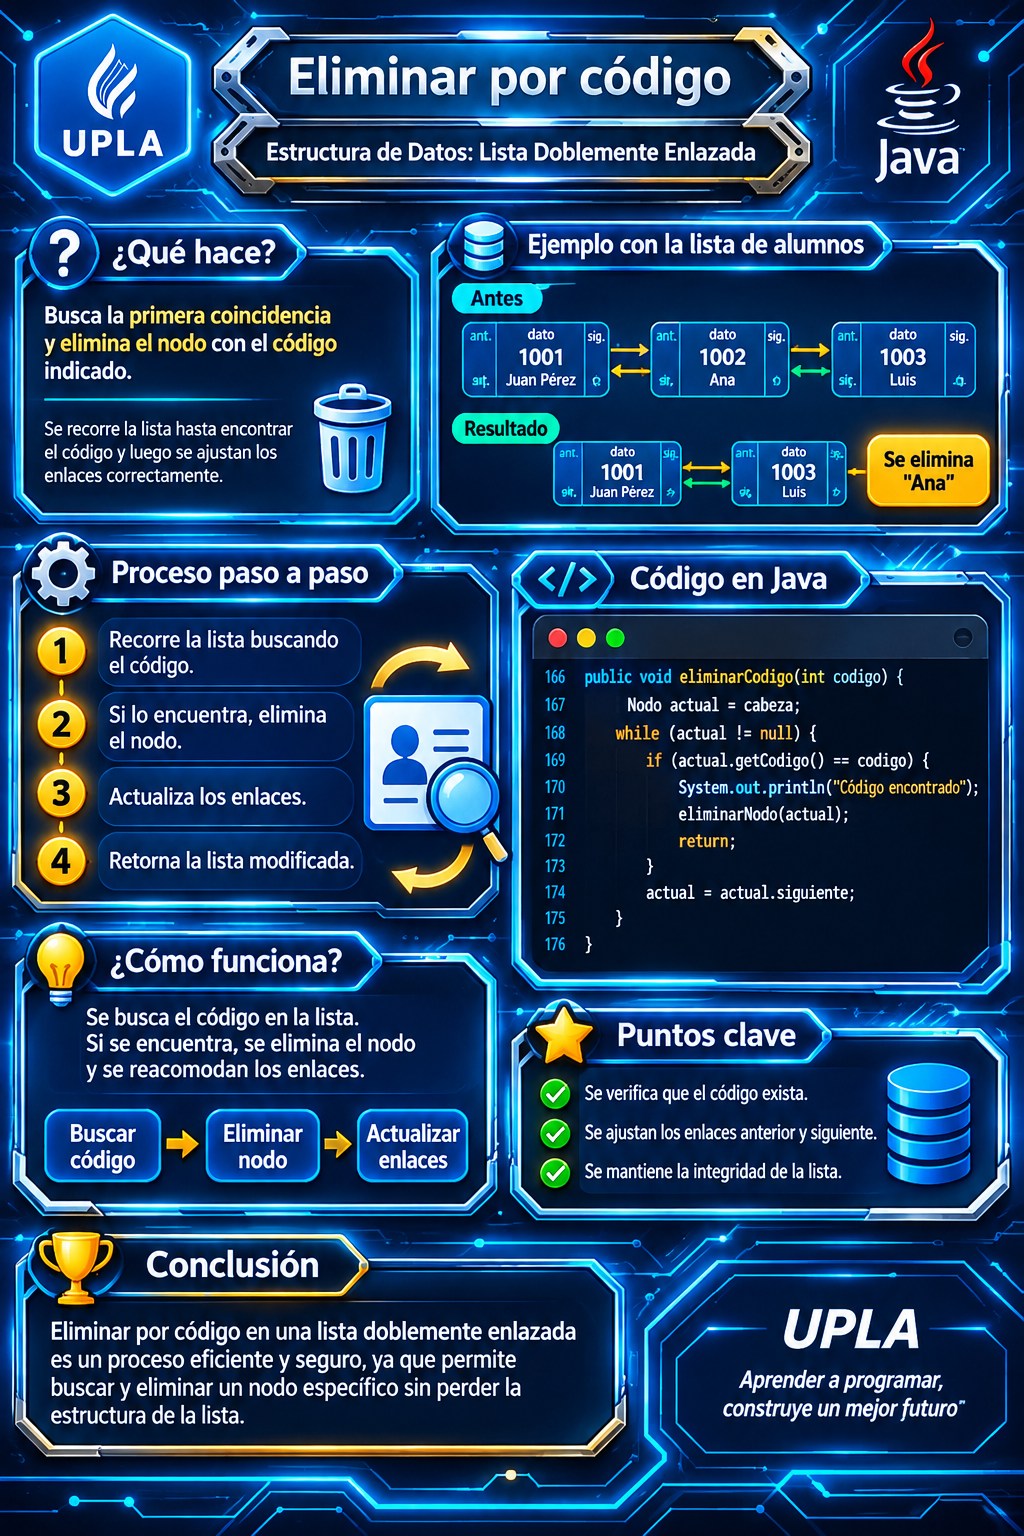 UPLA
Eliminar por código
Estructura de Datos: Lista Doblemente Enlazada
Java
¿Qué hace?
Busca la primera coincidencia
y elimina el nodo con el código
indicado.
Se recorre la lista hasta encontrar
el código y luego se ajustan los
enlaces correctamente.
Ejemplo con la lista de alumnos
Antes
ant. dato sig.
1001
Juan Pérez
ant. dato sig.
1002
Ana
ant. dato sig.
1003
Luis
Resultado
ant. dato
1001
Juan Pérez
ant. dato
1003
Luis
Se elimina
"Ana"
Proceso paso a paso
1 Recorre la lista buscando
el código.
2 Si lo encuentra, elimina
el nodo.
3 Actualiza los enlaces.
4 Retorna la lista modificada.
</> Código en Java
166 public void eliminarCodigo(int codigo) {
167 Nodo actual = cabeza;
168 while (actual != null) {
169 if (actual.getCodigo() == codigo) {
170 System.out.println("Código encontrado");
171 eliminarNodo(actual);
172 return;
173 }
174 actual = actual.siguiente;
175 }
176 }
¿Cómo funciona?
Se busca el código en la lista.
Si se encuentra, se elimina el nodo
y se reacomodan los enlaces.
Buscar
código
Eliminar
nodo
Actualizar
enlaces
Puntos clave
Se verifica que el código exista.
Se ajustan los enlaces anterior y siguiente.
Se mantiene la integridad de la lista.
Conclusión
Eliminar por código en una lista doblemente enlazada
es un proceso eficiente y seguro, ya que permite
buscar y eliminar un nodo específico sin perder la
estructura de la lista.
UPLA
Aprender a programar,
construye un mejor futuro"